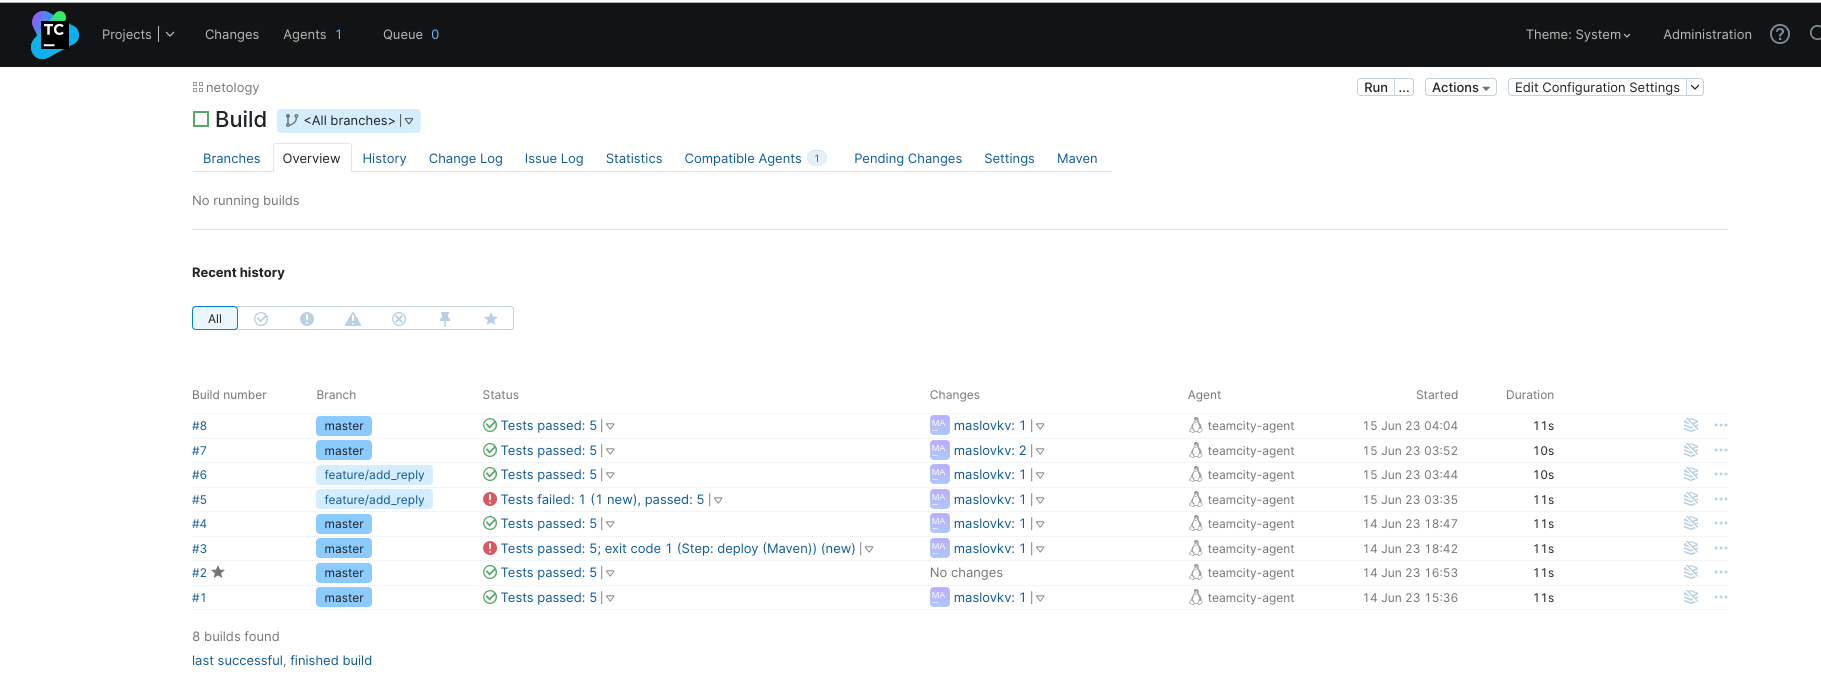 TC Projects Changes Agents 1 Queue 0 Theme: System Administration ?
netology Run ... Actions Edit Configuration Settings
Build <All branches>
Branches Overview History Change Log Issue Log Statistics Compatible Agents 1 Pending Changes Settings Maven
No running builds
Recent history
All
Build number Branch Status Changes Agent Started Duration
#8 master Tests passed: 5 MA maslovkv: 1 teamcity-agent 15 Jun 23 04:04 11s
#7 master Tests passed: 5 MA maslovkv: 2 teamcity-agent 15 Jun 23 03:52 10s
#6 feature/add_reply Tests passed: 5 MA maslovkv: 1 teamcity-agent 15 Jun 23 03:44 10s
#5 feature/add_reply Tests failed: 1 (1 new), passed: 5 MA maslovkv: 1 teamcity-agent 15 Jun 23 03:35 11s
#4 master Tests passed: 5 MA maslovkv: 1 teamcity-agent 14 Jun 23 18:47 11s
#3 master Tests passed: 5; exit code 1 (Step: deploy (Maven)) (new) MA maslovkv: 1 teamcity-agent 14 Jun 23 18:42 11s
#2 master Tests passed: 5 No changes teamcity-agent 14 Jun 23 16:53 11s
#1 master Tests passed: 5 MA maslovkv: 1 teamcity-agent 14 Jun 23 15:36 11s
8 builds found
last successful, finished build